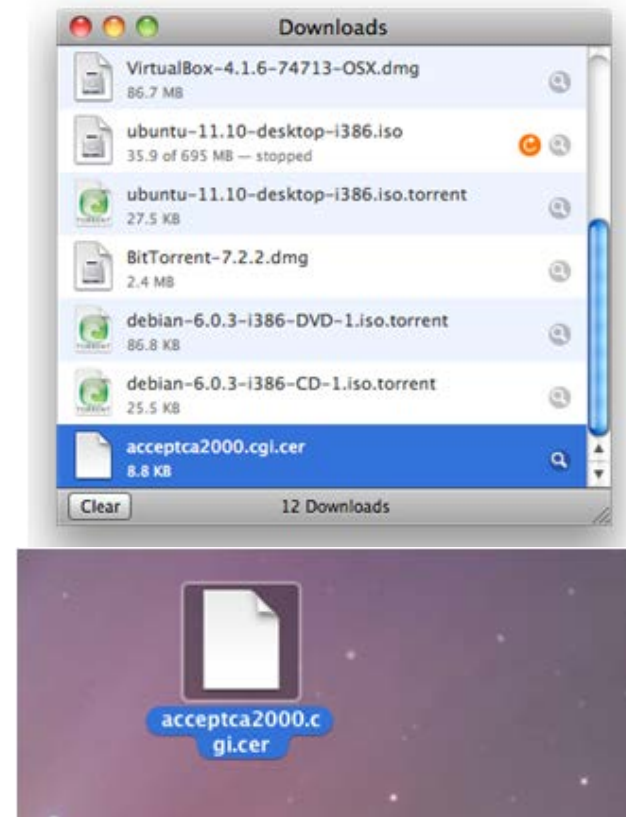 Downloads
VirtualBox-4.1.6-74713-OSX.dmg
86.7 MB
ubuntu-11.10-desktop-i386.iso
35.9 of 695 MB — stopped
ubuntu-11.10-desktop-i386.iso.torrent
27.5 KB
BitTorrent-7.2.2.dmg
2.4 MB
debian-6.0.3-i386-DVD-1.iso.torrent
86.8 KB
debian-6.0.3-i386-CD-1.iso.torrent
25.5 KB
acceptca2000.cgi.cer
8.8 KB
Clear
12 Downloads
acceptca2000.c
gi.cer